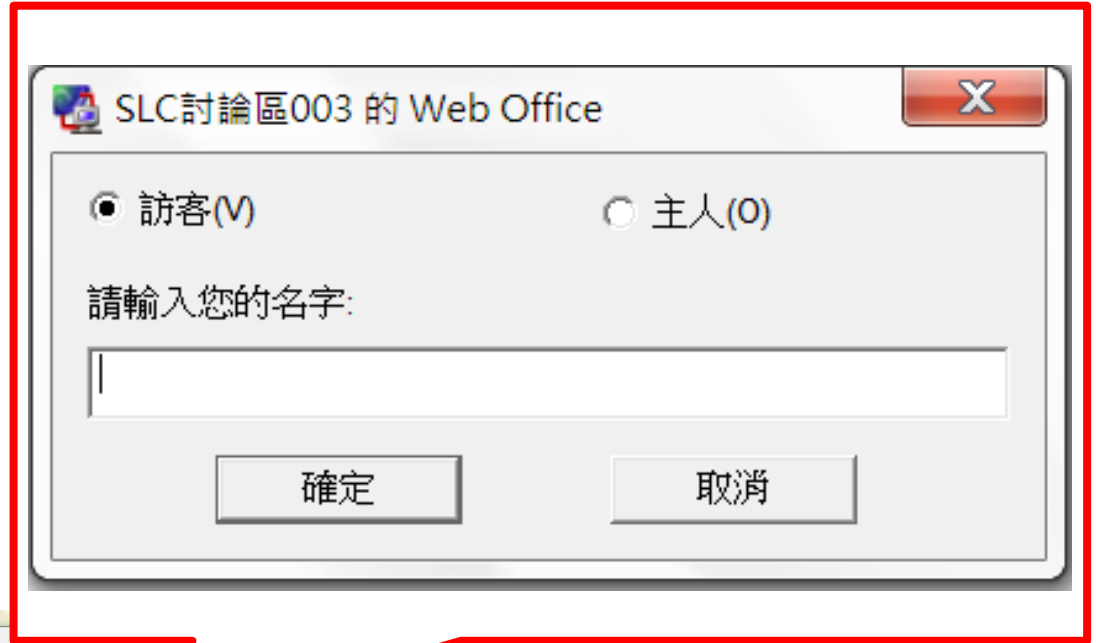 SLC討論區003 的 Web Office
訪客(V)
主人(O)
請輸入您的名字:
確定
取消